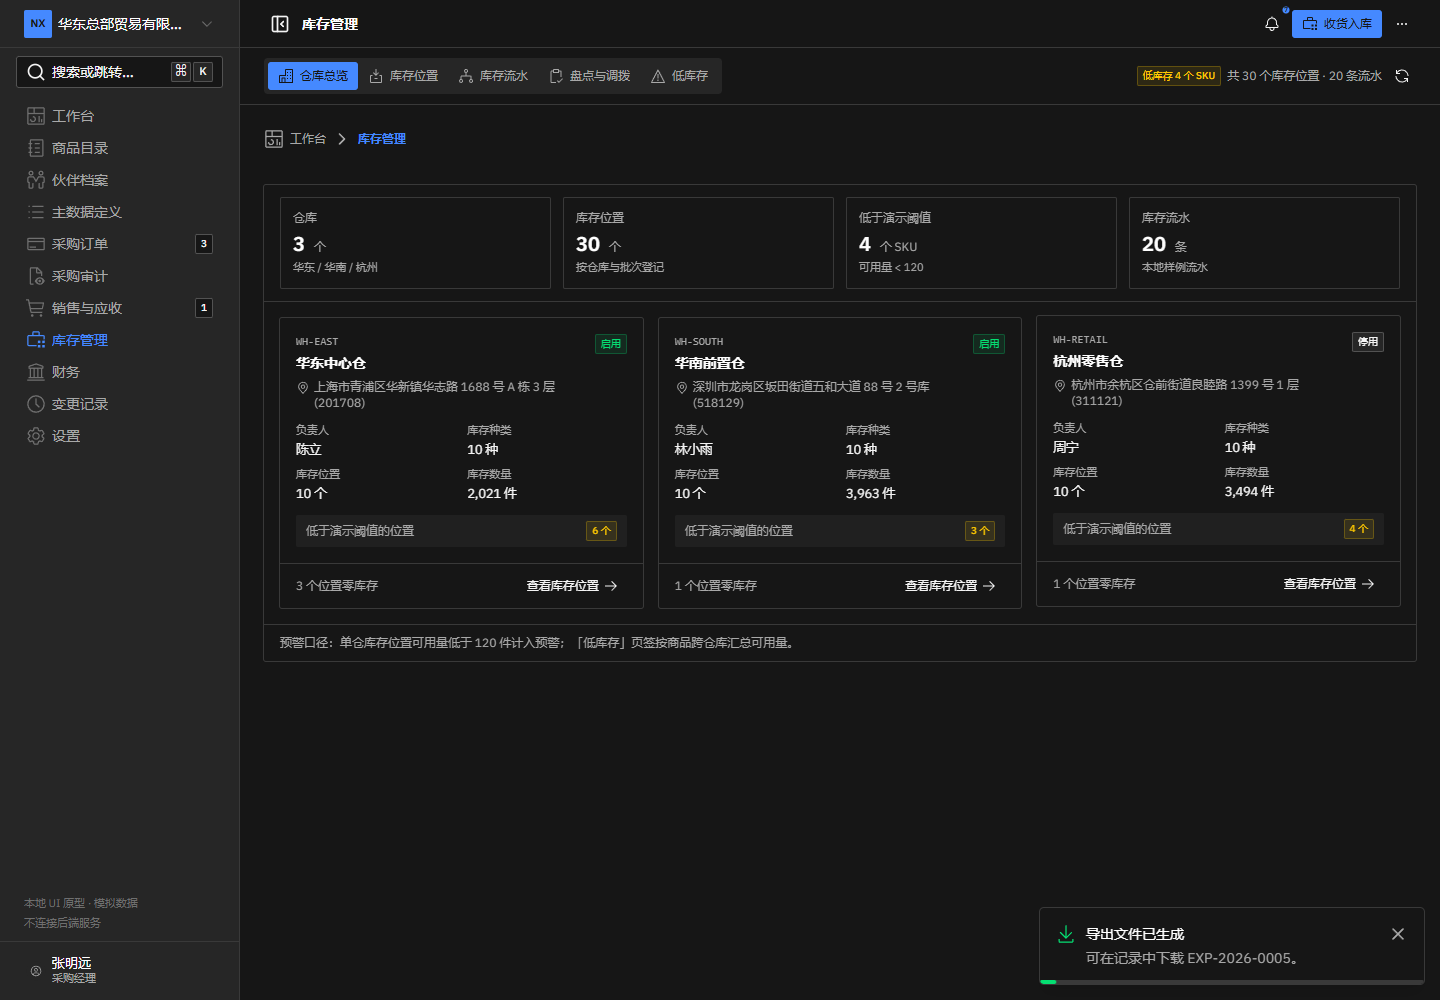 NX 华东总部贸易有限...
搜索或跳转... ⌘ K
工作台
商品目录
伙伴档案
主数据定义
采购订单 3
采购审计
销售与应收 1
库存管理
财务
变更记录
设置
本地 UI 原型 · 模拟数据
不连接后端服务
张明远
采购经理
库存管理
7
收货入库
仓库总览 库存位置 库存流水 盘点与调拨 低库存
低库存 4 个 SKU 共 30 个库存位置 · 20 条流水
工作台 库存管理
仓库
3 个
华东 / 华南 / 杭州
库存位置
30 个
按仓库与批次登记
低于演示阈值
4 个 SKU
可用量 < 120
库存流水
20 条
本地样例流水
WH-EAST 启用
华东中心仓
上海市青浦区华新镇华志路 1688 号 A 栋 3 层
(201708)
负责人 库存种类
陈立 10 种
库存位置 库存数量
10 个 2,021 件
低于演示阈值的位置 6 个
3 个位置零库存 查看库存位置
WH-SOUTH 启用
华南前置仓
深圳市龙岗区坂田街道五和大道 88 号 2 号库
(518129)
负责人 库存种类
林小雨 10 种
库存位置 库存数量
10 个 3,963 件
低于演示阈值的位置 3 个
1 个位置零库存 查看库存位置
WH-RETAIL 停用
杭州零售仓
杭州市余杭区仓前街道良睦路 1399 号 1 层
(311121)
负责人 库存种类
周宁 10 种
库存位置 库存数量
10 个 3,494 件
低于演示阈值的位置 4 个
1 个位置零库存 查看库存位置
预警口径：单仓库存位置可用量低于 120 件计入预警；「低库存」页签按商品跨仓库汇总可用量。
导出文件已生成
可在记录中下载 EXP-2026-0005。